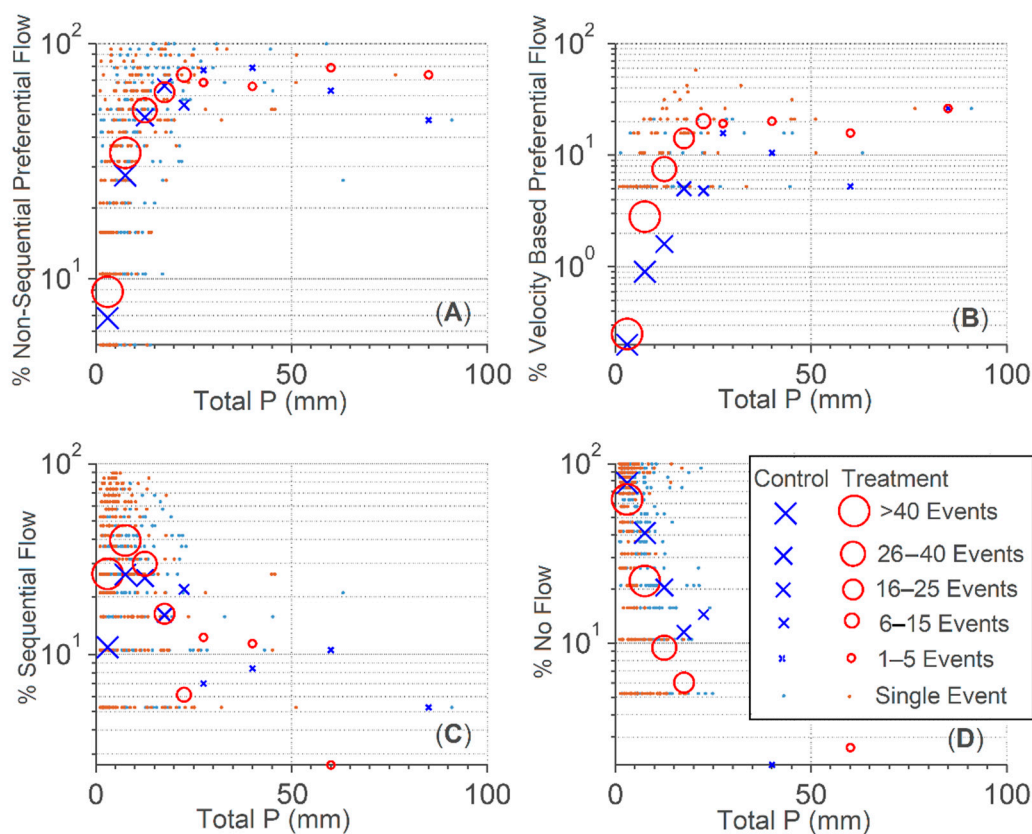 % Non-Sequential Preferential Flow
10²
10¹
(A)
0 50 100
Total P (mm)
% Velocity Based Preferential Flow
10²
10¹
10⁰
(B)
0 50 100
Total P (mm)
% Sequential Flow
10²
10¹
(C)
0 50 100
Total P (mm)
% No Flow
10²
10¹
(D)
0 50 100
Total P (mm)
Control Treatment
>40 Events
26–40 Events
16–25 Events
6–15 Events
1–5 Events
Single Event